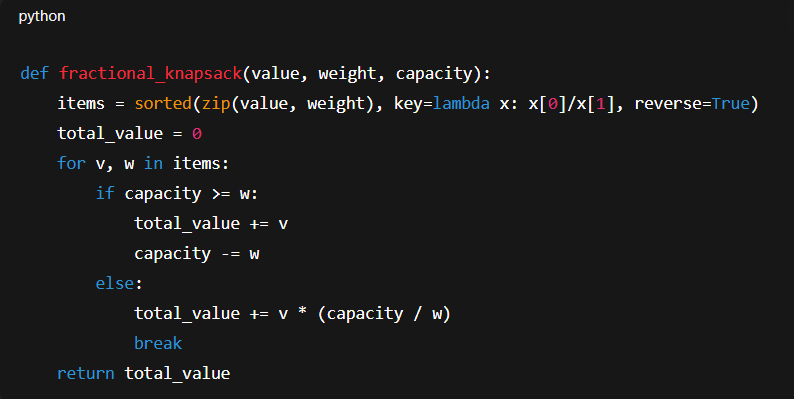 python
def fractional_knapsack(value, weight, capacity):
    items = sorted(zip(value, weight), key=lambda x: x[0]/x[1], reverse=True)
    total_value = 0
    for v, w in items:
        if capacity >= w:
            total_value += v
            capacity -= w
        else:
            total_value += v * (capacity / w)
            break
    return total_value